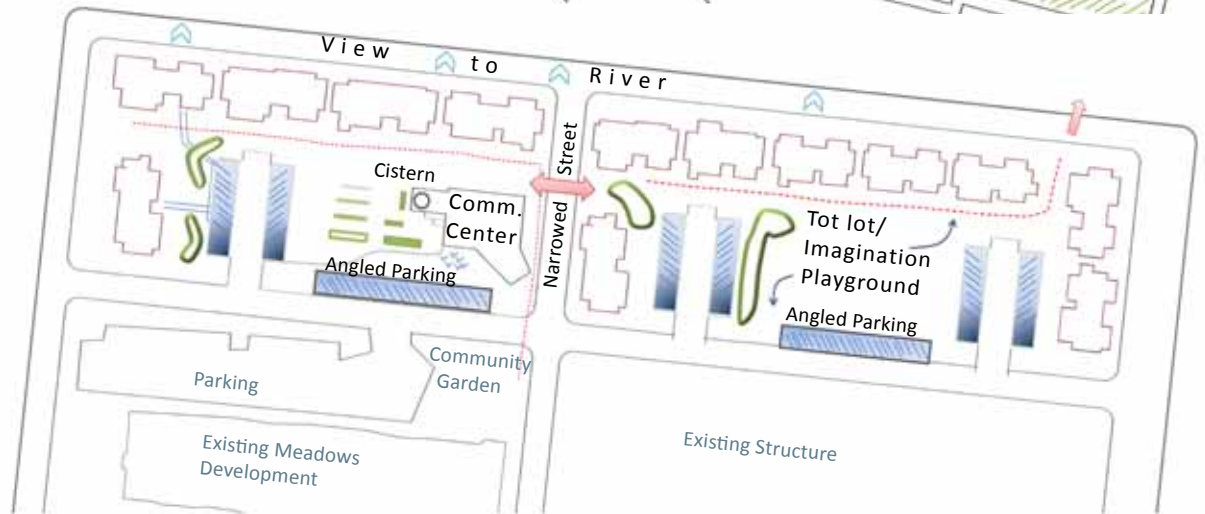 View to River
Cistern
Comm.
Center
Narrowed Street
Angled Parking
Tot lot/
Imagination
Playground
Angled Parking
Parking
Community
Garden
Existing Meadows
Development
Existing Structure